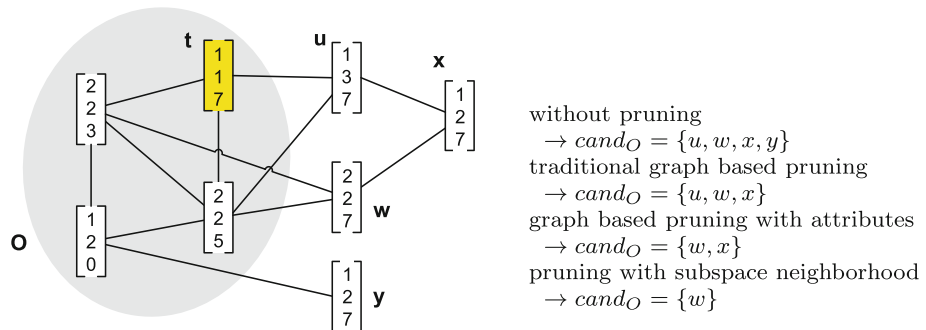 t
1
1
7
u
1
3
7
x
1
2
7
2
2
3
2
2
7
w
2
2
5
1
2
0
O
1
2
7
y
without pruning
→ cand_O = {u, w, x, y}
traditional graph based pruning
→ cand_O = {u, w, x}
graph based pruning with attributes
→ cand_O = {w, x}
pruning with subspace neighborhood
→ cand_O = {w}